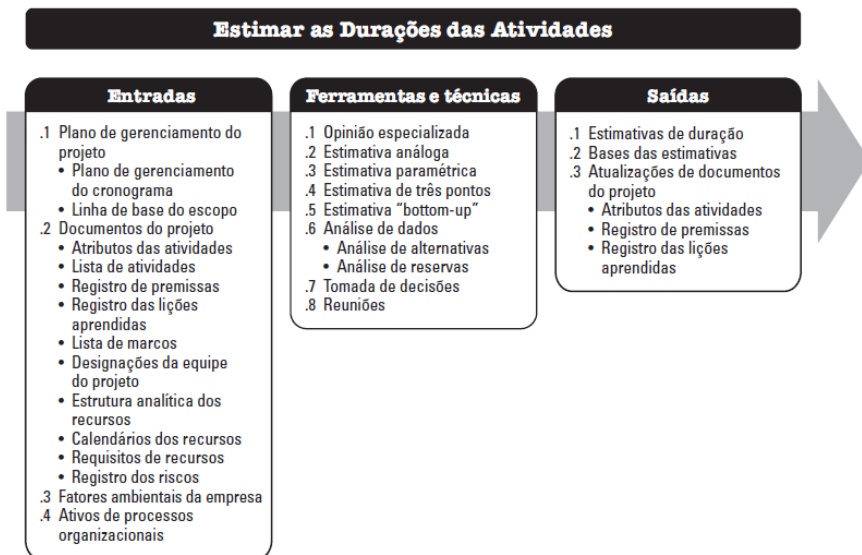 Estimar as Durações das Atividades
Entradas
.1 Plano de gerenciamento do
projeto
• Plano de gerenciamento
do cronograma
• Linha de base do escopo
.2 Documentos do projeto
• Atributos das atividades
• Lista de atividades
• Registro de premissas
• Registro das lições
aprendidas
• Lista de marcos
• Designações da equipe
do projeto
• Estrutura analítica dos
recursos
• Calendários dos recursos
• Requisitos de recursos
• Registro dos riscos
.3 Fatores ambientais da empresa
.4 Ativos de processos
organizacionais
Ferramentas e técnicas
.1 Opinião especializada
.2 Estimativa análoga
.3 Estimativa paramétrica
.4 Estimativa de três pontos
.5 Estimativa “bottom-up”
.6 Análise de dados
• Análise de alternativas
• Análise de reservas
.7 Tomada de decisões
.8 Reuniões
Saídas
.1 Estimativas de duração
.2 Bases das estimativas
.3 Atualizações de documentos
do projeto
• Atributos das atividades
• Registro de premissas
• Registro das lições
aprendidas